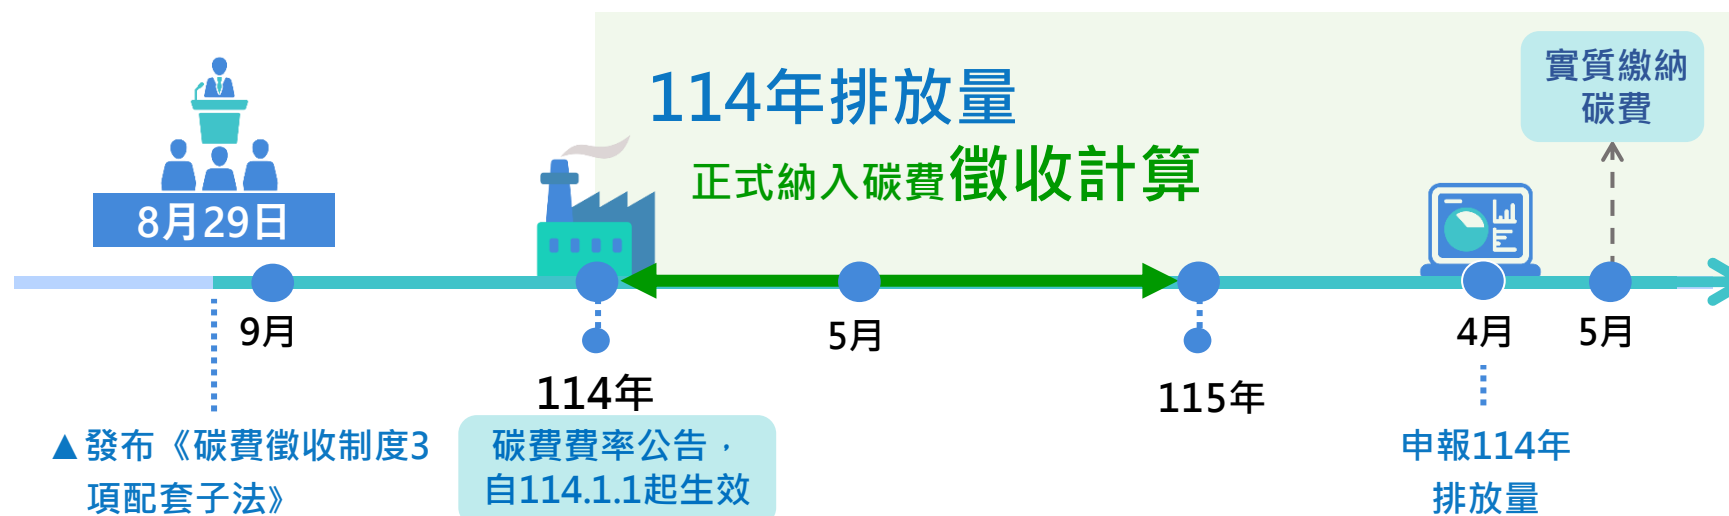 實質繳納
碳費
114年排放量
正式納入碳費徵收計算
8月29日
9月
5月
4月
5月
114年
115年
▲發布《碳費徵收制度3
項配套子法》
碳費費率公告，
自114.1.1起生效
申報114年
排放量